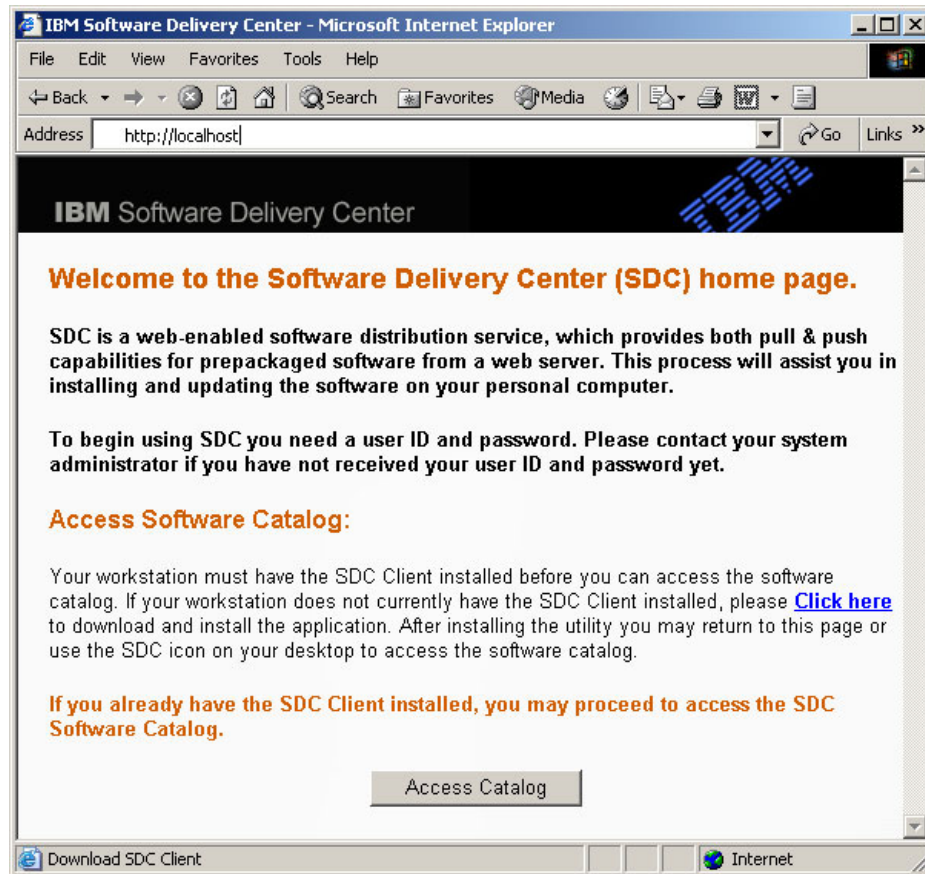 IBM Software Delivery Center - Microsoft Internet Explorer
File Edit View Favorites Tools Help
Back Search Favorites Media W
Address http://localhost Go Links »
IBM Software Delivery Center IBM
Welcome to the Software Delivery Center (SDC) home page.
SDC is a web-enabled software distribution service, which provides both pull & push
capabilities for prepackaged software from a web server. This process will assist you in
installing and updating the software on your personal computer.
To begin using SDC you need a user ID and password. Please contact your system
administrator if you have not received your user ID and password yet.
Access Software Catalog:
Your workstation must have the SDC Client installed before you can access the software
catalog. If your workstation does not currently have the SDC Client installed, please Click here
to download and install the application. After installing the utility you may return to this page or
use the SDC icon on your desktop to access the software catalog.
If you already have the SDC Client installed, you may proceed to access the SDC
Software Catalog.
Access Catalog
Download SDC Client Internet